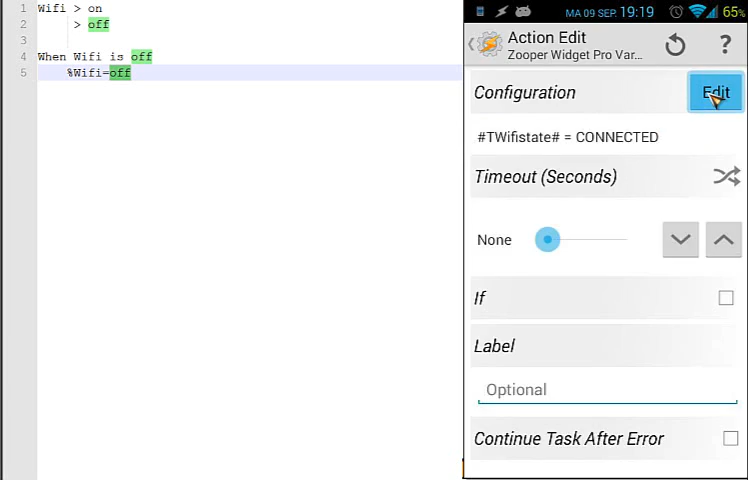 1 Wifi > on
2 > off
3
4 When Wifi is off
5 %Wifi=off
MA 09 SEP. 19:19 65%
Action Edit
Zooper Widget Pro Var...
?
Configuration
Edit
#TWifistate# = CONNECTED
Timeout (Seconds)
None
If
Label
Optional
Continue Task After Error